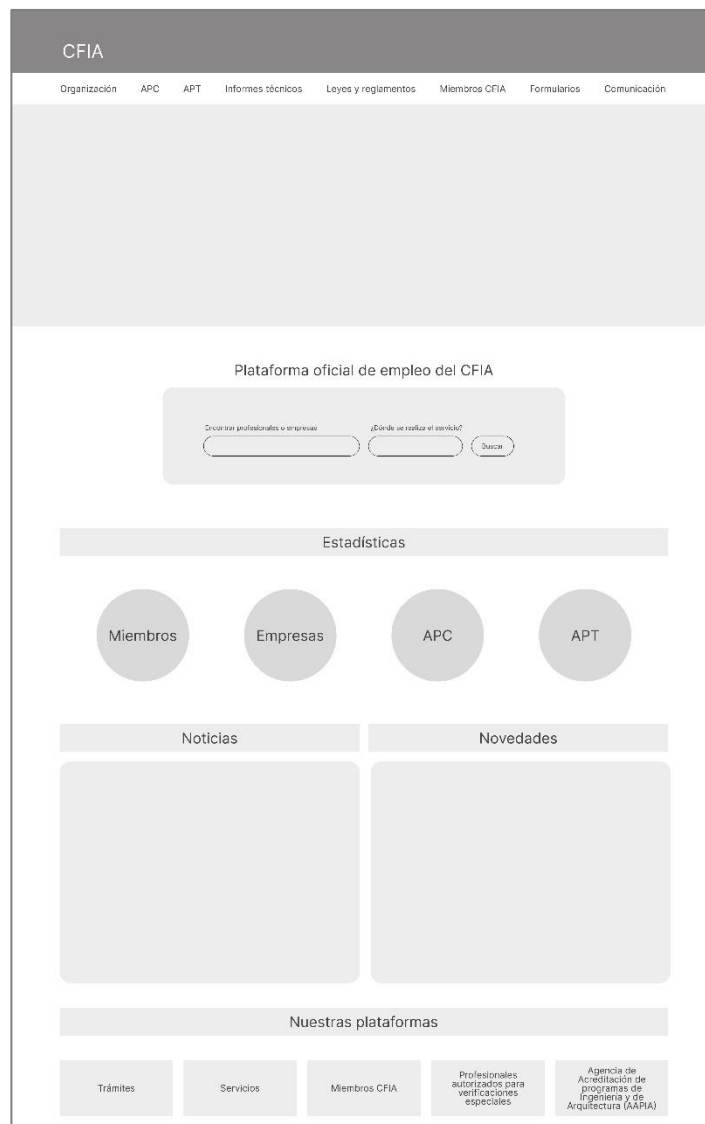 CFIA
Organización APC APT Informes técnicos Leyes y reglamentos Miembros CFIA Formularios Comunicación
Plataforma oficial de empleo del CFIA
Encontrar profesionales o empresas ¿Dónde se realiza el servicio?
Buscar
Estadísticas
Miembros Empresas APC APT
Noticias Novedades
Nuestras plataformas
Trámites
Servicios
Miembros CFIA
Profesionales
autorizados para
verificaciones
especiales
Agencia de
Acreditación de
programas de
Ingeniería y de
Arquitectura (AAPIA)